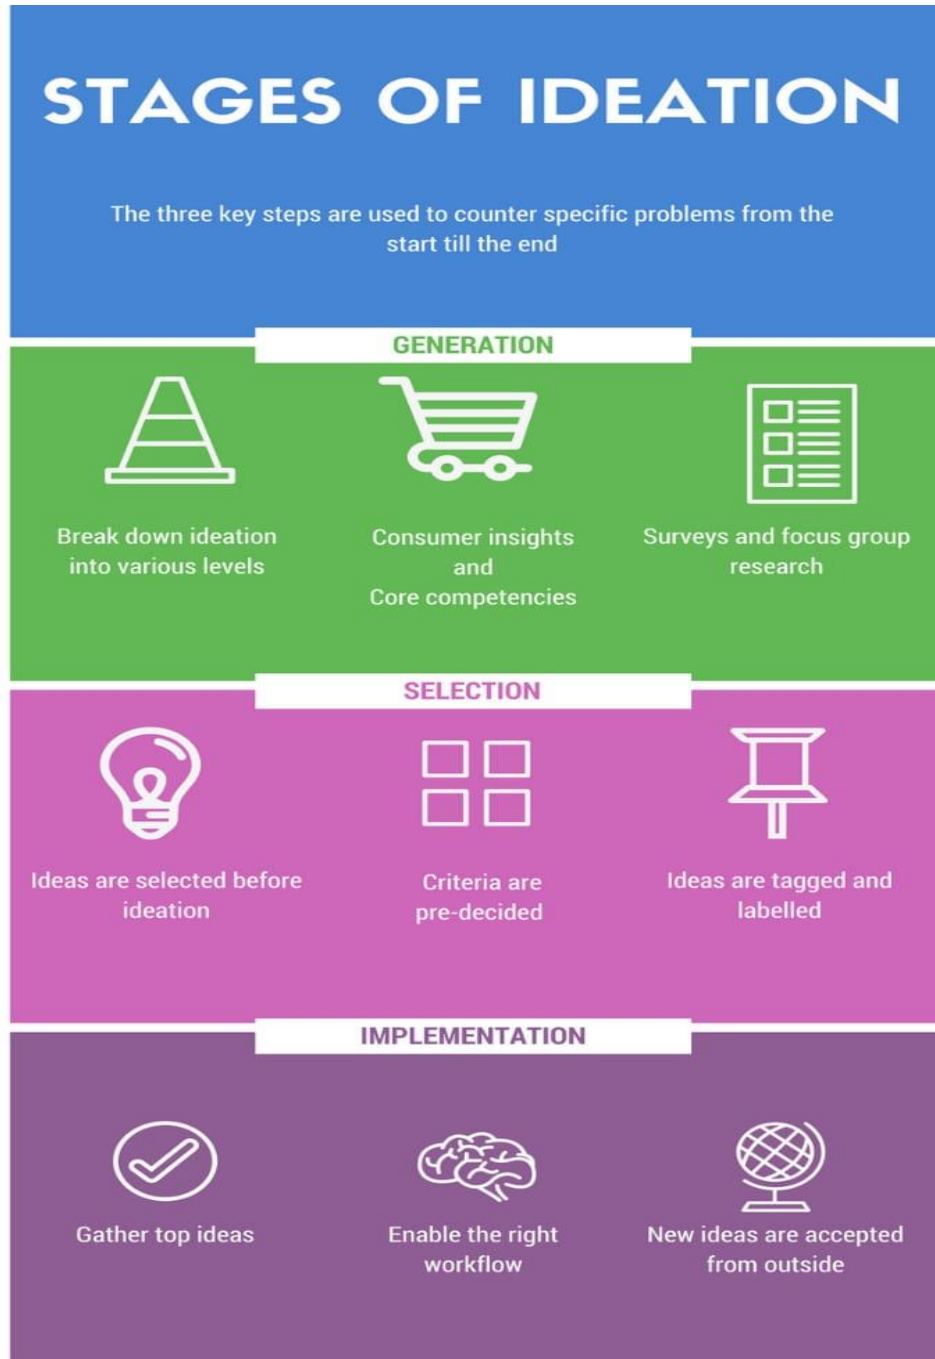 STAGES OF IDEATION
The three key steps are used to counter specific problems from the
start till the end
GENERATION
Break down ideation
into various levels
Consumer insights
and
Core competencies
Surveys and focus group
research
SELECTION
Ideas are selected before
ideation
Criteria are
pre-decided
Ideas are tagged and
labelled
IMPLEMENTATION
Gather top ideas
Enable the right
workflow
New ideas are accepted
from outside